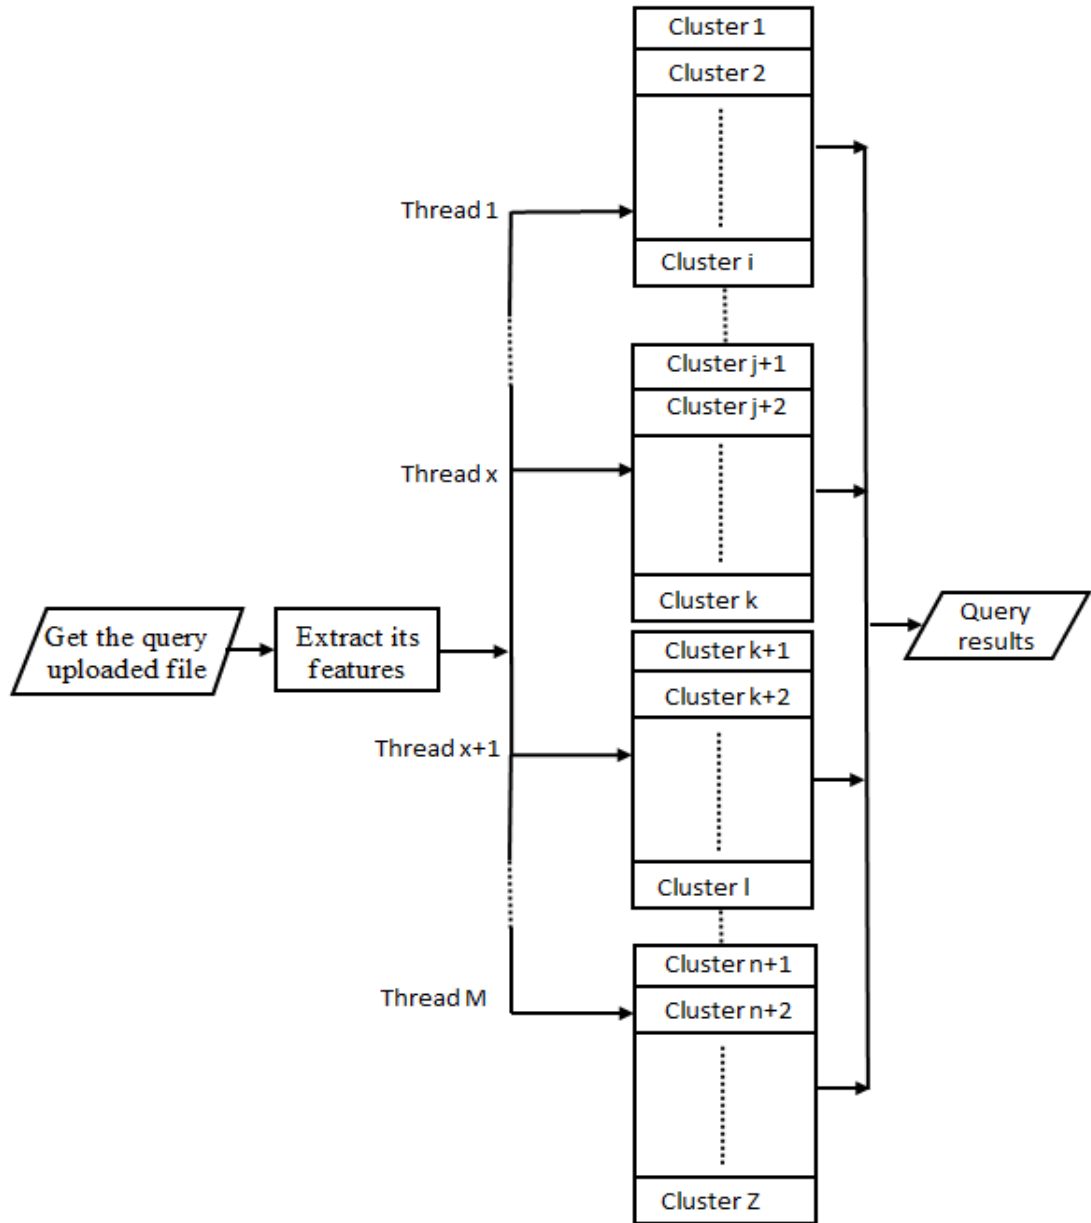 Cluster 1
Cluster 2
Thread 1
Cluster i
Cluster j+1
Cluster j+2
Thread x
Cluster k
Get the query
uploaded file
Extract its
features
Query
results
Cluster k+1
Cluster k+2
Thread x+1
Cluster l
Cluster n+1
Thread M
Cluster n+2
Cluster Z